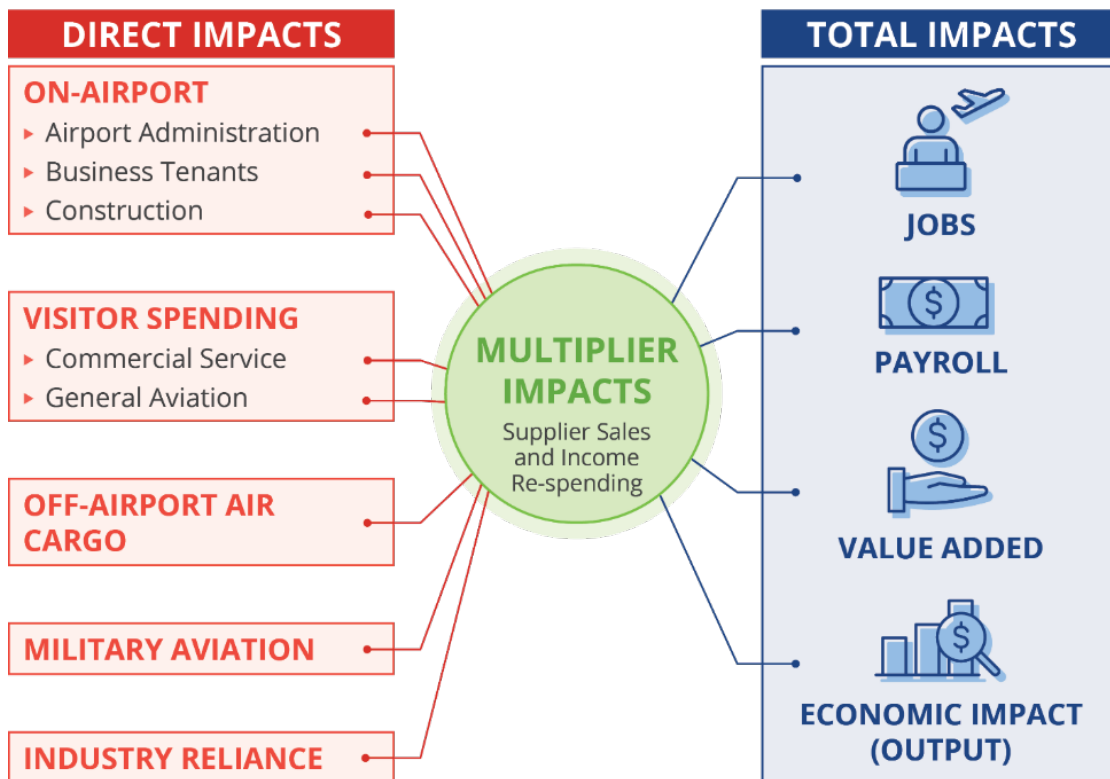 DIRECT IMPACTS
ON-AIRPORT
Airport Administration
Business Tenants
Construction
VISITOR SPENDING
Commercial Service
General Aviation
OFF-AIRPORT AIR
CARGO
MILITARY AVIATION
INDUSTRY RELIANCE
MULTIPLIER
IMPACTS
Supplier Sales
and Income
Re-spending
TOTAL IMPACTS
JOBS
$
PAYROLL
$
VALUE ADDED
$
ECONOMIC IMPACT
(OUTPUT)